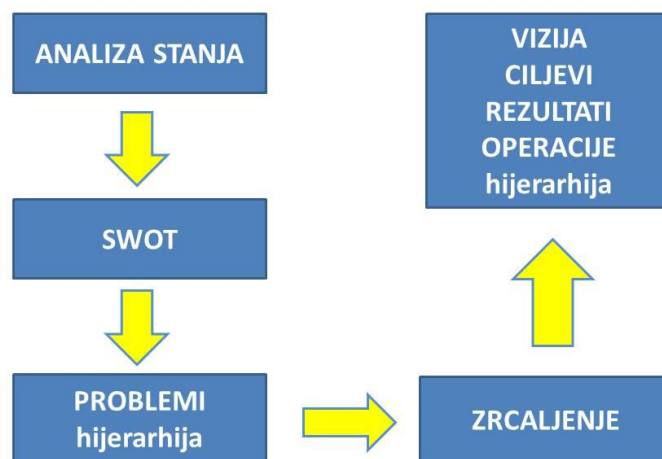 ANALIZA STANJA
SWOT
PROBLEMI
hijerarhija
ZRCALJENJE
VIZIJA
CILJEVI
REZULTATI
OPERACIJE
hijerarhija